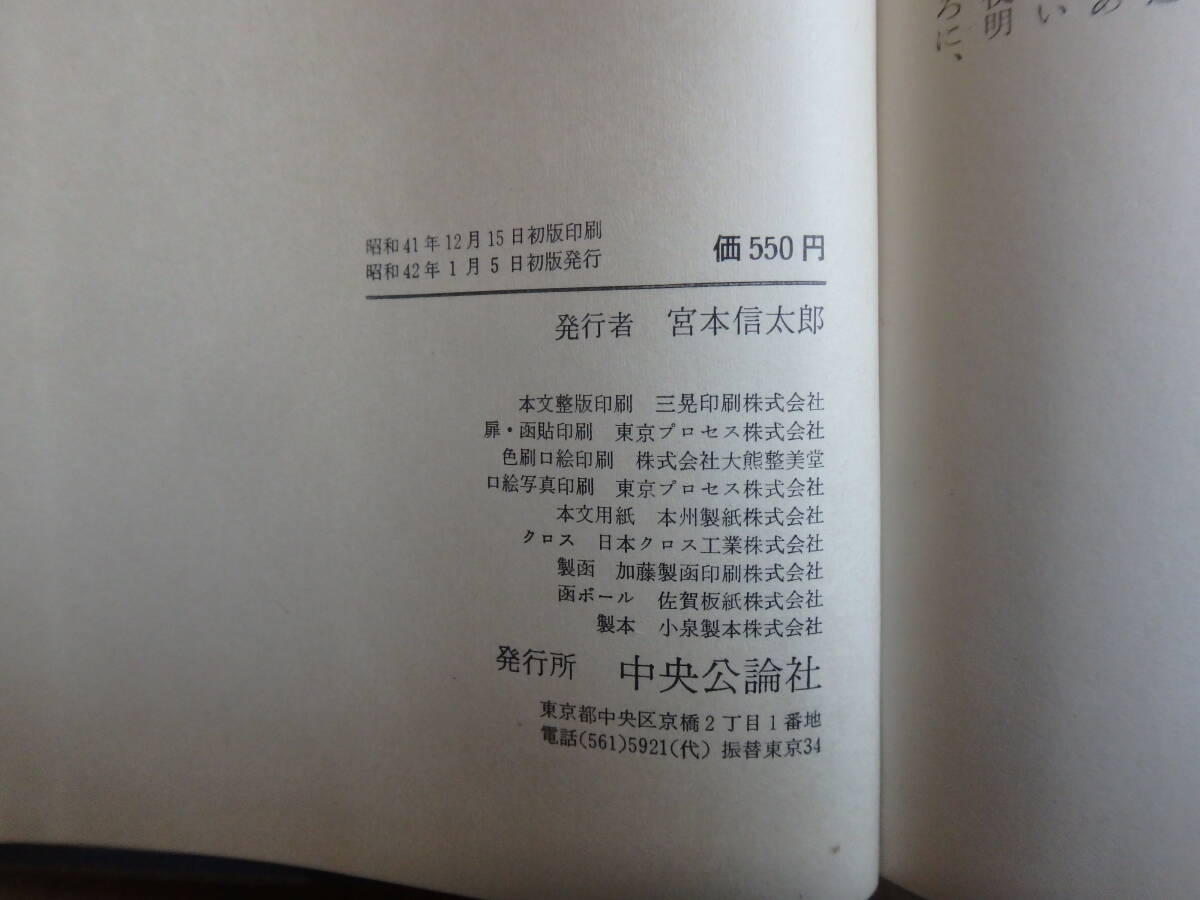 昭和41年12月15日初版印刷
昭和42年1月5日初版発行
価550円
発行者 宮本信太郎
本文整版印刷 三晃印刷株式会社
扉・函貼印刷 東京プロセス株式会社
色刷口絵印刷 株式会社大熊整美堂
口絵写真印刷 東京プロセス株式会社
本文用紙 本州製紙株式会社
クロス 日本クロス工業株式会社
製函 加藤製函印刷株式会社
函ボール 佐賀板紙株式会社
製本 小泉製本株式会社
発行所 中央公論社
東京都中央区京橋2丁目1番地
電話(561)5921(代) 振替東京34
の
い
明
ろに、